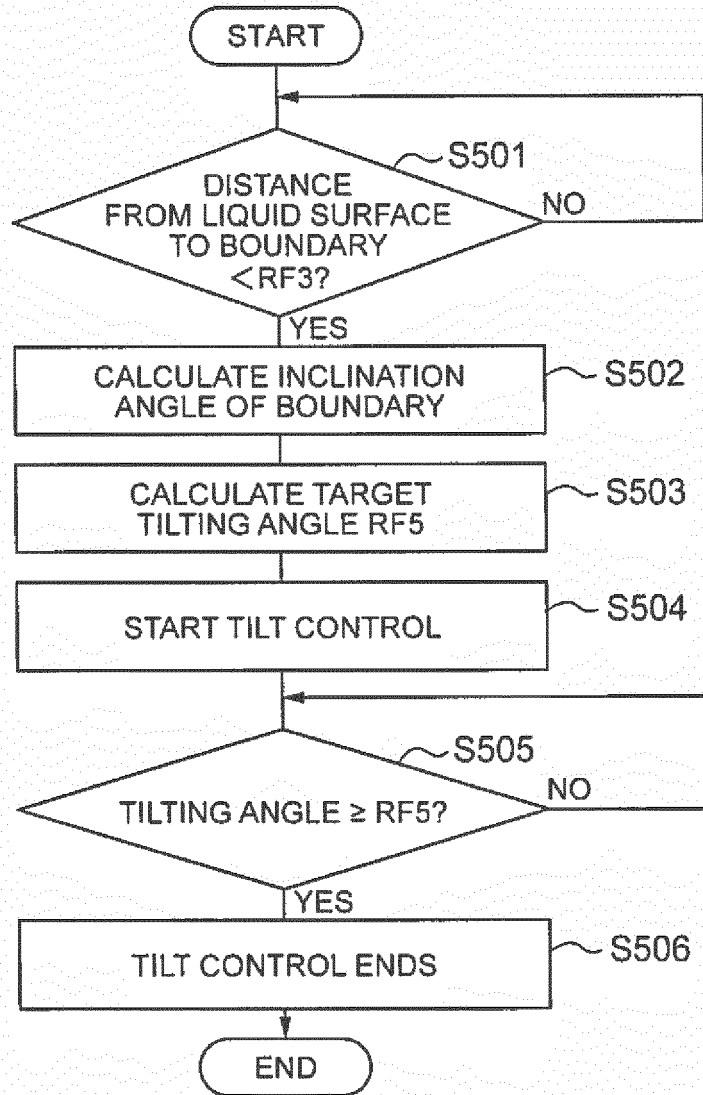 START
S501
DISTANCE
FROM LIQUID SURFACE
TO BOUNDARY
<RF3?
NO
YES
CALCULATE INCLINATION
ANGLE OF BOUNDARY
S502
CALCULATE TARGET
TILTING ANGLE RF5
S503
START TILT CONTROL
S504
S505
TILTING ANGLE ≥ RF5?
NO
YES
TILT CONTROL ENDS
S506
END